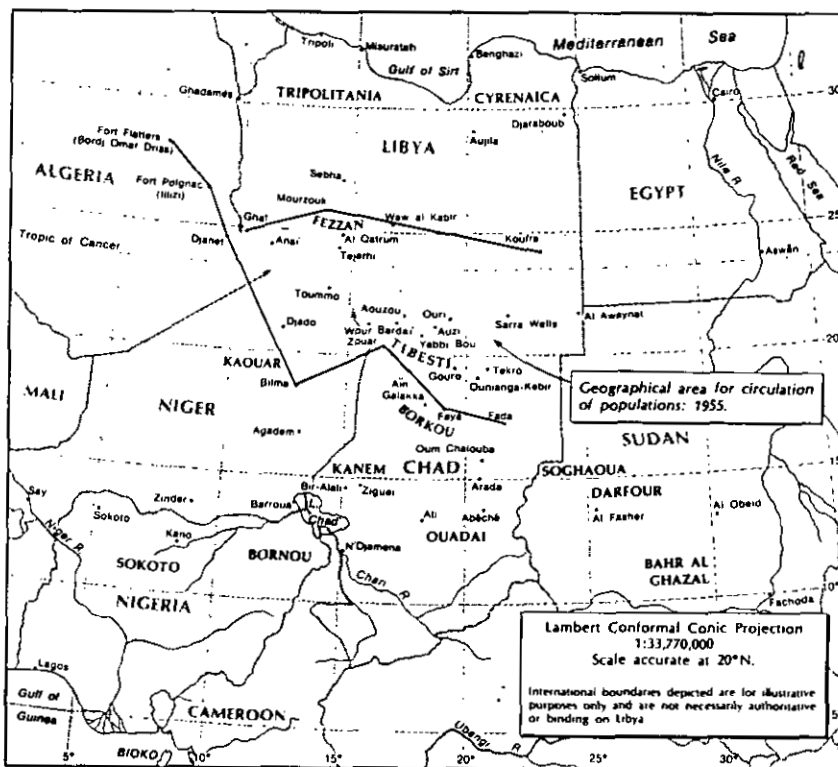 Tripoli
Misuratah
Benghazi
Mediterranean Sea
Gulf of Sirt
Sollum
Ghadamés
TRIPOLITANIA
CYRENAICA
Cairo
30
Djaraboub
Fort Flatters
(Bordj Omar Driss)
LIBYA
Aujila
Nile R
Red Sea
ALGERIA
Fort Polignac
(Illizi)
Sebha
EGYPT
Mourzouk
Ghat
FEZZAN
Waw al Kabir
25
Tropic of Cancer
Djanet
Anai
Al Qatrum
Koufra
Tejerhi
Aswân
Toummo
Aouzou
Ouri
Sarra Wells
Al Awaynat
Djado
Wour
Bardai
Auzi
20
Zouar
Yabbi Bou
TIBESTI
KAOUAR
Gouro
Tekro
Bilma
Ounianga-Kebir
Geographical area for circulation
of populations: 1955.
MALI
NIGER
Aïn
Galakka
BORKOU
Faya
Fada
Agadem
SUDAN
Oum Chalouba
KANEM
CHAD
SOGHAOUA
15
Say
Zinder
Bir-Alali
Ziguei
Arada
DARFOUR
Barroua
L.
Chad
Sokoto
Ati
Abéché
Al Fasher
Al Obeid
Niger R.
Kano
OUADAI
SOKOTO
BORNOU
N'Djamena
BAHR AL
GHAZAL
Chari R
10°
NIGERIA
Fachoda
Lambert Conformal Conic Projection
1:33,770,000
Scale accurate at 20°N.
International boundaries depicted are for illustrative
purposes only and are not necessarily authoritative
or binding on Libya
Lagos
Gulf of
Guinea
CAMEROON
5
Ubangi R
BIOKO
5°
10°
15°
20°
25°
30°